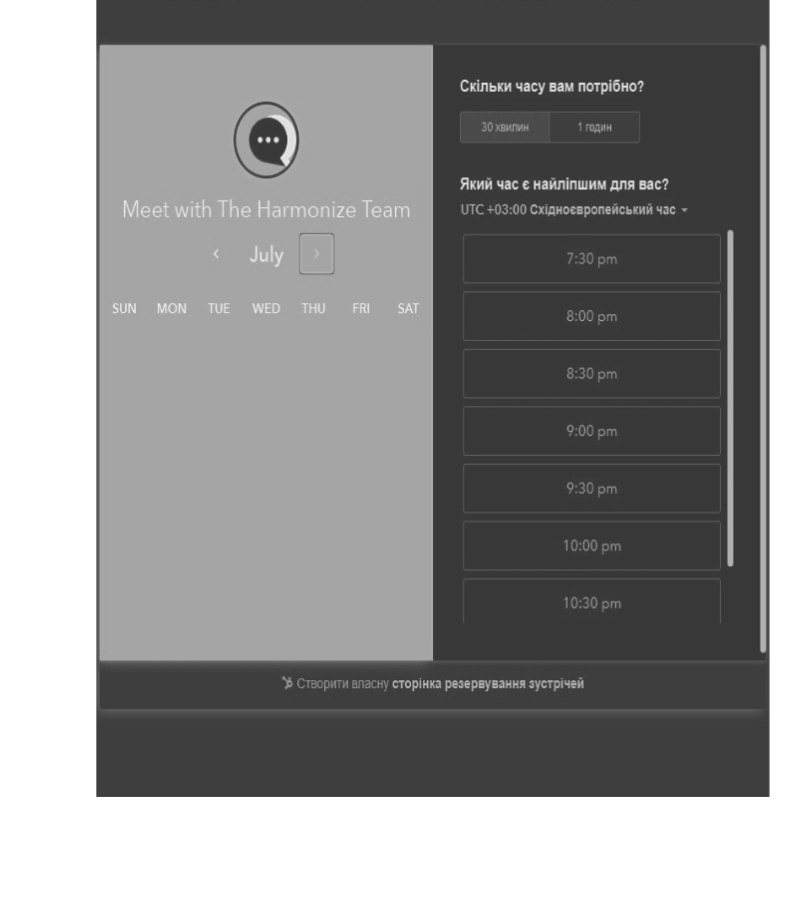 Meet with The Harmonize Team
‹ July ›
SUN MON TUE WED THU FRI SAT
Скільки часу вам потрібно?
30 хвилин 1 годин
Який час є найліпшим для вас?
UTC +03:00 Східноєвропейський час
7:30 pm
8:00 pm
8:30 pm
9:00 pm
9:30 pm
10:00 pm
10:30 pm
Створити власну сторінка резервування зустрічей